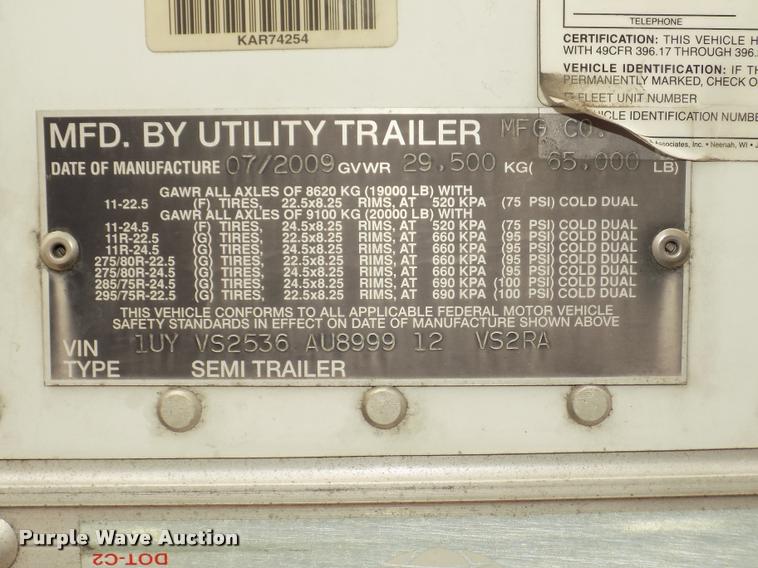 KAR74254
TELEPHONE
CERTIFICATION: THIS VEHICLE H
WITH 49CFR 396.17 THROUGH 396.
VEHICLE IDENTIFICATION: IF TH
PERMANENTLY MARKED, CHECK O
FLEET UNIT NUMBER
HICLE IDENTIFICATION NUMBE
Associates, Inc. • Neenah, WI •
MFD. BY UTILITY TRAILER MFG CO.
DATE OF MANUFACTURE 07/2009 GVWR 29,500 KG( 65,000 LB)
GAWR ALL AXLES OF 8620 KG (19000 LB) WITH
11-22.5 (F) TIRES, 22.5x8.25 RIMS, AT 520 KPA (75 PSI) COLD DUAL
GAWR ALL AXLES OF 9100 KG (20000 LB) WITH
11-24.5 (F) TIRES, 24.5x8.25 RIMS, AT 520 KPA (75 PSI) COLD DUAL
11R-22.5 (G) TIRES, 22.5x8.25 RIMS, AT 660 KPA (95 PSI) COLD DUAL
11R-24.5 (G) TIRES, 24.5x8.25 RIMS, AT 660 KPA (95 PSI) COLD DUAL
275/80R-22.5 (G) TIRES, 22.5x8.25 RIMS, AT 660 KPA (95 PSI) COLD DUAL
275/80R-24.5 (G) TIRES, 24.5x8.25 RIMS, AT 660 KPA (95 PSI) COLD DUAL
285/75R-24.5 (G) TIRES, 24.5x8.25 RIMS, AT 690 KPA (100 PSI) COLD DUAL
295/75R-22.5 (G) TIRES, 22.5x8.25 RIMS, AT 690 KPA (100 PSI) COLD DUAL
THIS VEHICLE CONFORMS TO ALL APPLICABLE FEDERAL MOTOR VEHICLE
SAFETY STANDARDS IN EFFECT ON DATE OF MANUFACTURE SHOWN ABOVE
VIN 1UY VS2536 AU8999 12 VS2RA
TYPE SEMI TRAILER
Purple Wave Auction
DOT-C2